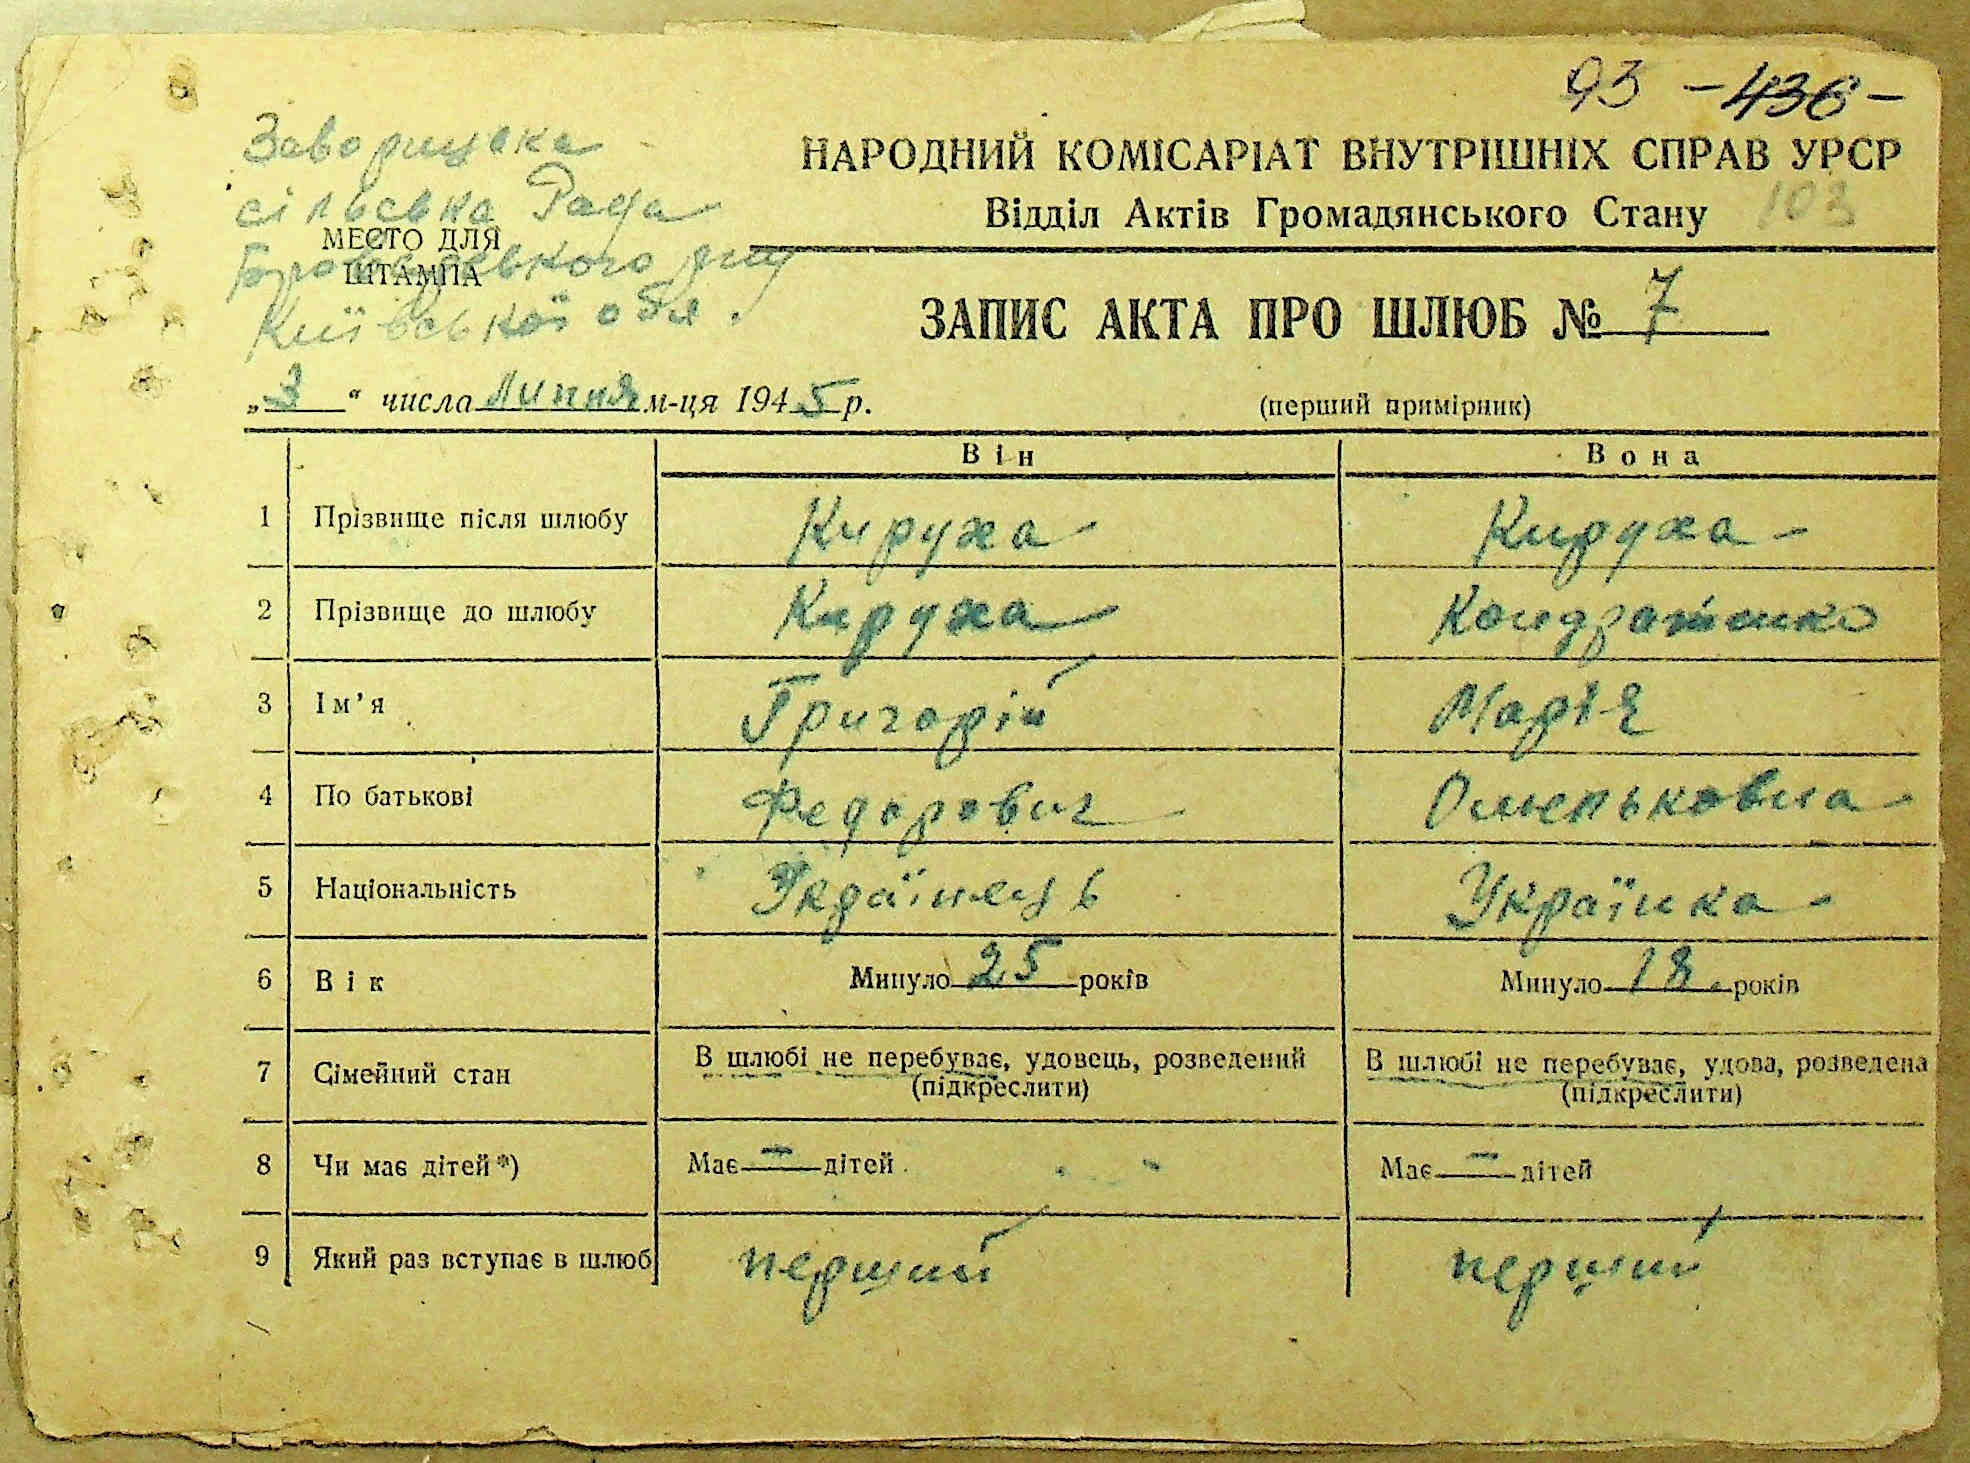 93 -436-
Заворицька
сільська Рада
МЕСТО ДЛЯ
ШТАМПА
Київської обл.
НАРОДНИЙ КОМІСАРІАТ ВНУТРІШНІХ СПРАВ УРСР
Відділ Актів Громадянського Стану 103
ЗАПИС АКТА ПРО ШЛЮБ № 7
„3“ числа Липня м-ця 1945 р. (перший примірник)
Він Вона
1 Прізвище після шлюбу Кируха Кируха
2 Прізвище до шлюбу Кируха Кондратенко
3 Ім’я Григорій Марія
4 По батькові Федорович Омельковна
5 Національність Українець Українка
6 Вік Минуло 25 років Минуло 18 років
7 Сімейний стан В шлюбі не перебуває, удовець, розведений В шлюбі не перебуває, удова, розведена
(підкреслити) (підкреслити)
8 Чи має дітей*) Має — дітей Має — дітей
9 Який раз вступає в шлюб перший перший